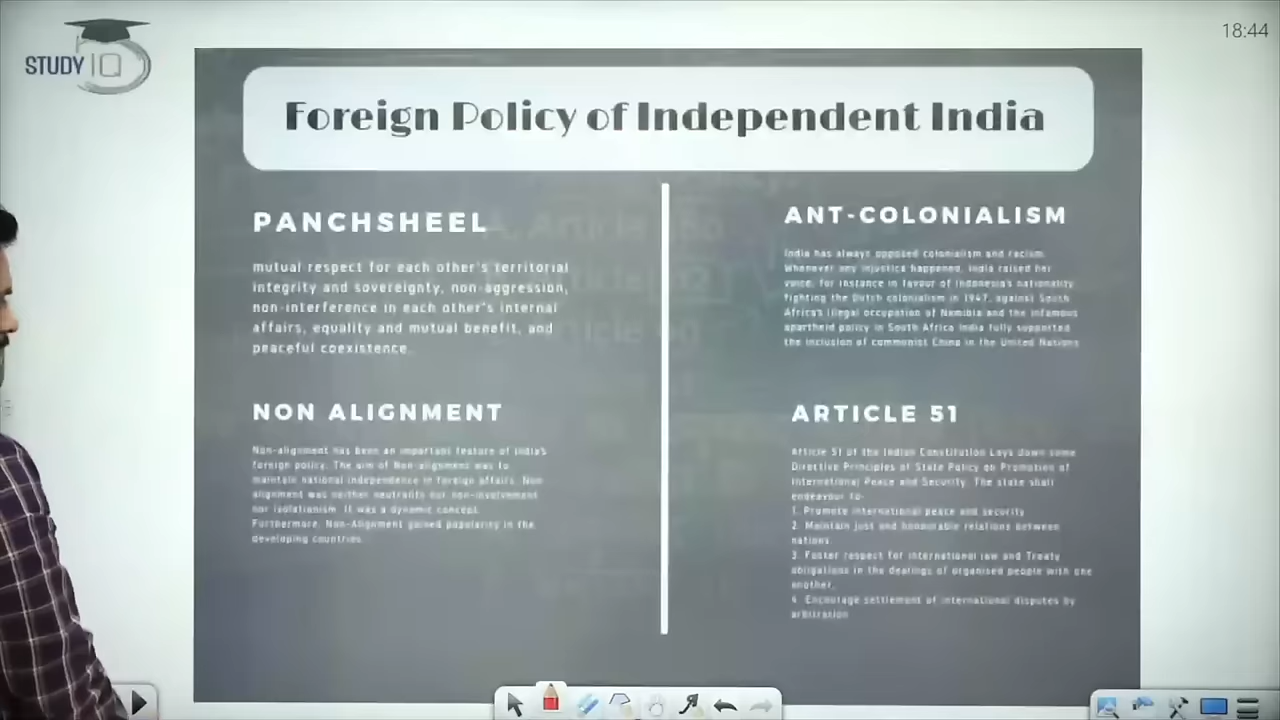 STUDY IQ
18:44
Foreign Policy of Independent India
PANCHSHEEL
mutual respect for each other's territorial
integrity and sovereignty, non-aggression,
non-interference in each other's internal
affairs, equality and mutual benefit, and
peaceful coexistence.
NON ALIGNMENT
Non-alignment has been an important feature of India's
foreign policy. The aim of Non-alignment was to
maintain national independence in foreign affairs. Non
alignment was neither neutrality nor non-involvement
nor isolationism. It was a dynamic concept.
Furthermore, Non-Alignment gained popularity in the
developing countries.
ANT-COLONIALISM
India has always opposed colonialism and racism.
Whenever any injustice happened, India raised her
voice, for instance in favour of Indonesia's nationality
fighting the Dutch colonialism in 1947, against South
Africa's illegal occupation of Namibia and the infamous
apartheid policy in South Africa India fully supported
the inclusion of communist China in the United Nations
ARTICLE 51
Article 51 of the Indian Constitution Lays down some
Directive Principles of State Policy on Promotion of
International Peace and Security. The state shall
endeavour to-
1. Promote international peace and security
2. Maintain just and honourable relations between
nations.
3. Foster respect for international law and Treaty
obligations in the dealings of organised people with one
another.
4. Encourage settlement of international disputes by
arbitration